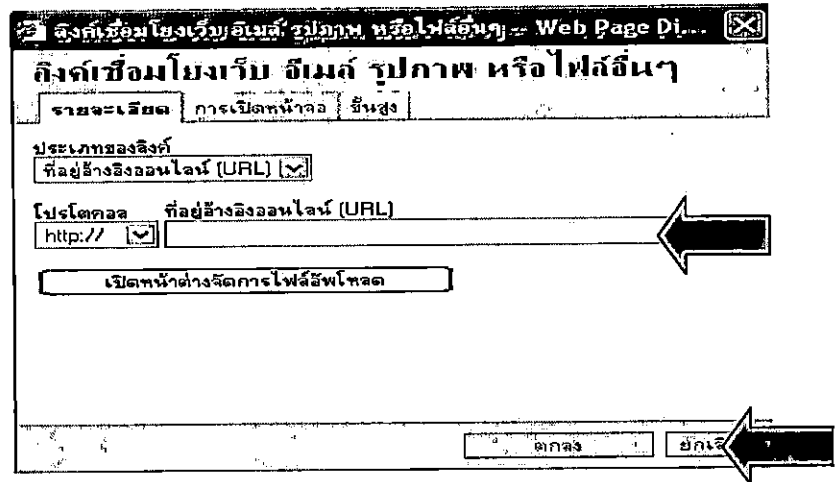 ลิงค์เชื่อมโยงเว็บ อีเมล์ รูปภาพ หรือไฟล์อื่นๆ -- Web Page Di...
ลิงค์เชื่อมโยงเว็บ อีเมล์ รูปภาพ หรือไฟล์อื่นๆ
รายละเอียด การเปิดหน้าจอ ขั้นสูง
ประเภทของลิงค์
ที่อยู่อ้างอิงออนไลน์ (URL)
โปรโตคอล ที่อยู่อ้างอิงออนไลน์ (URL)
http://
เปิดหน้าต่างจัดการไฟล์อัพโหลด
ตกลง